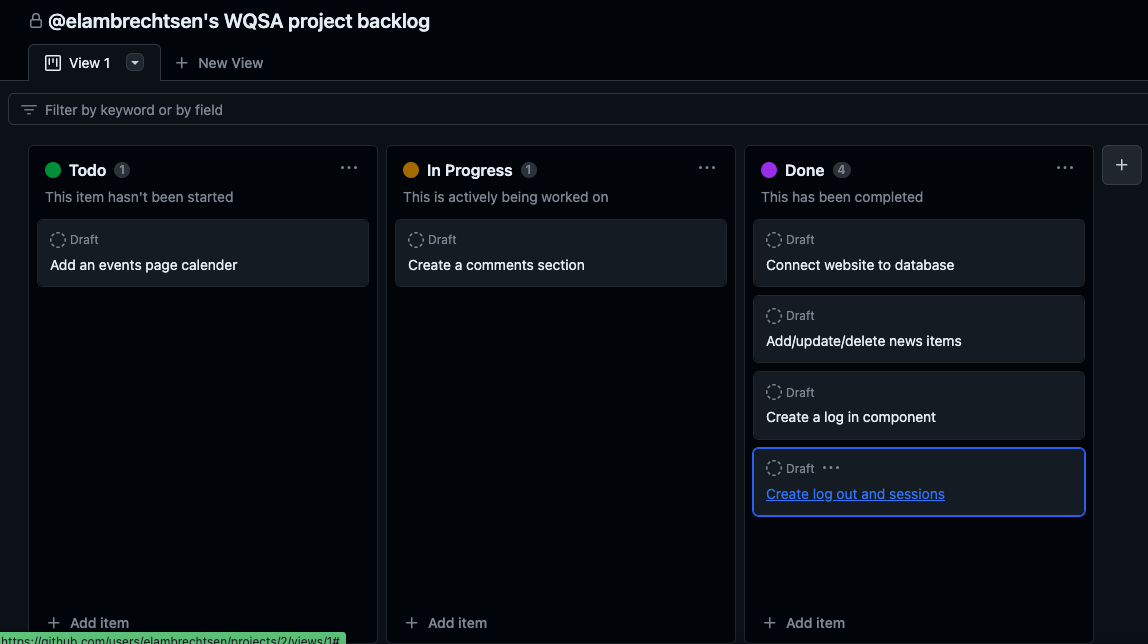 @elambrechtsen's WQSA project backlog
View 1
New View
Filter by keyword or by field
Todo 1
This item hasn't been started
Draft
Add an events page calender
Add item
In Progress 1
This is actively being worked on
Draft
Create a comments section
Add item
Done 4
This has been completed
Draft
Connect website to database
Draft
Add/update/delete news items
Draft
Create a log in component
Draft
Create log out and sessions
Add item
https://github.com/users/elambrechtsen/projects/2/views/1#